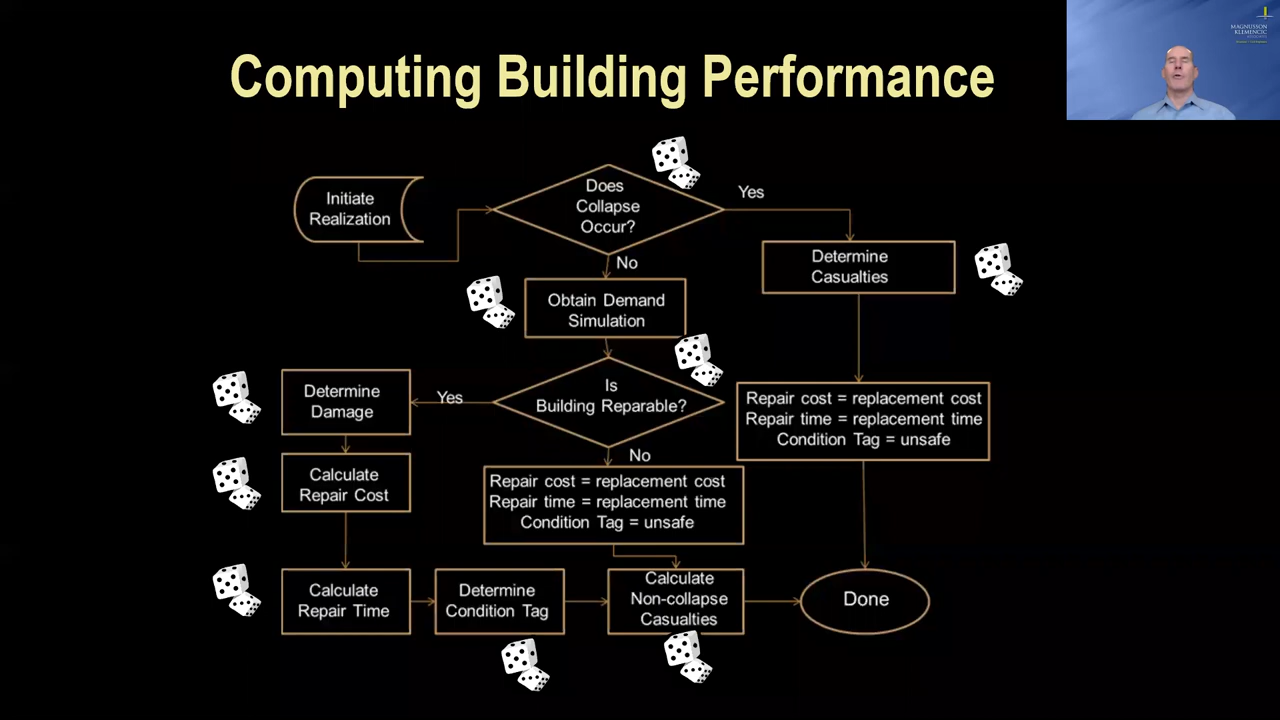 Computing Building Performance
MAGNUSSON
KLEMENCIC
Initiate
Realization
Does
Collapse
Occur?
Yes
No
Determine
Casualties
Obtain Demand
Simulation
Is
Building Reparable?
Yes
No
Determine
Damage
Calculate
Repair Cost
Repair cost = replacement cost
Repair time = replacement time
Condition Tag = unsafe
Repair cost = replacement cost
Repair time = replacement time
Condition Tag = unsafe
Calculate
Repair Time
Determine
Condition Tag
Calculate
Non-collapse
Casualties
Done